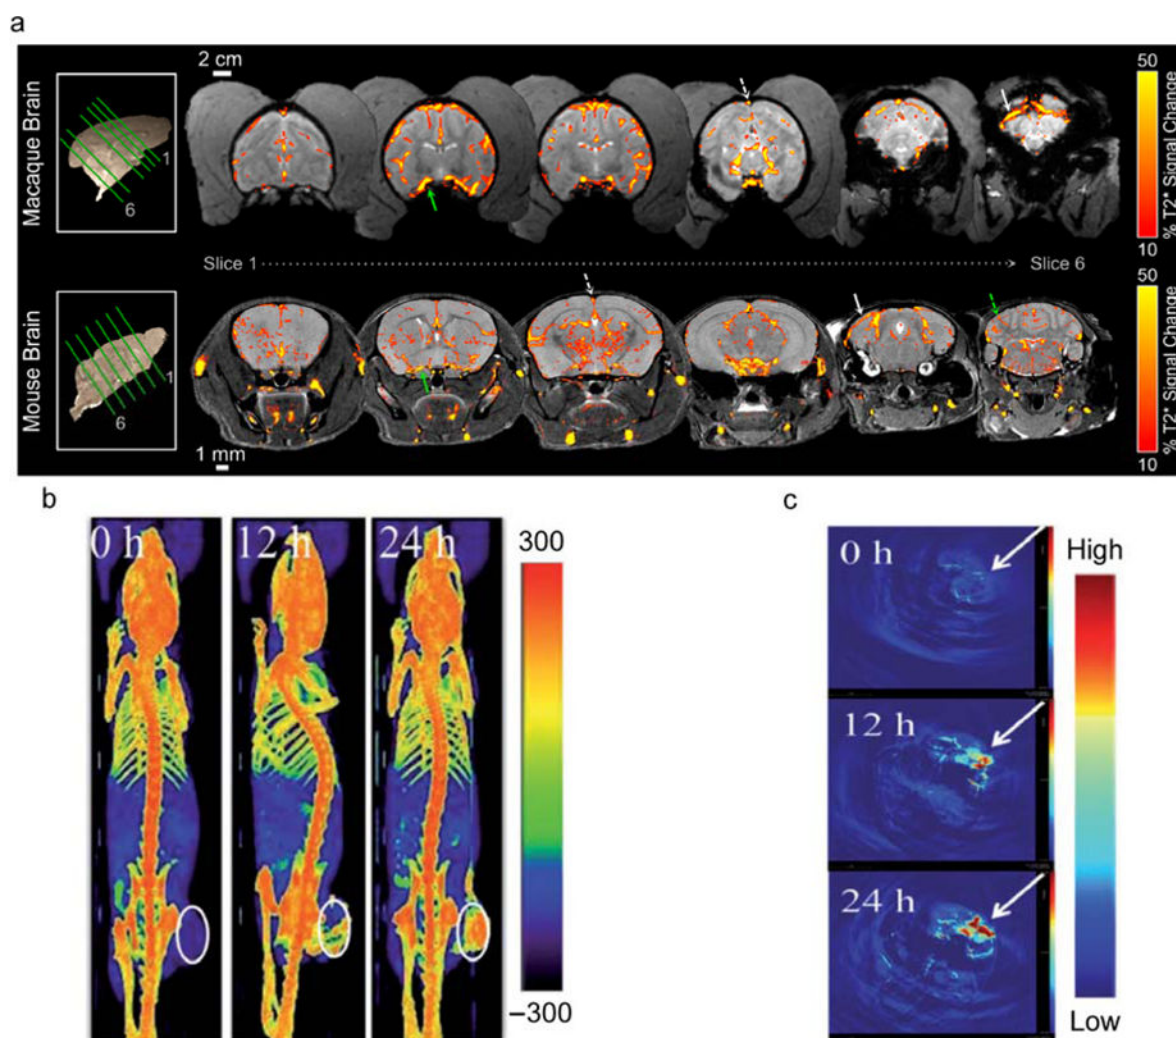 a
2 cm
Macaque Brain
1
6
50
% T2* Signal Change
10
Slice 1
Slice 6
Mouse Brain
1
6
50
% T2* Signal Change
10
1 mm
b
0 h
12 h
24 h
300
−300
c
0 h
12 h
24 h
High
Low